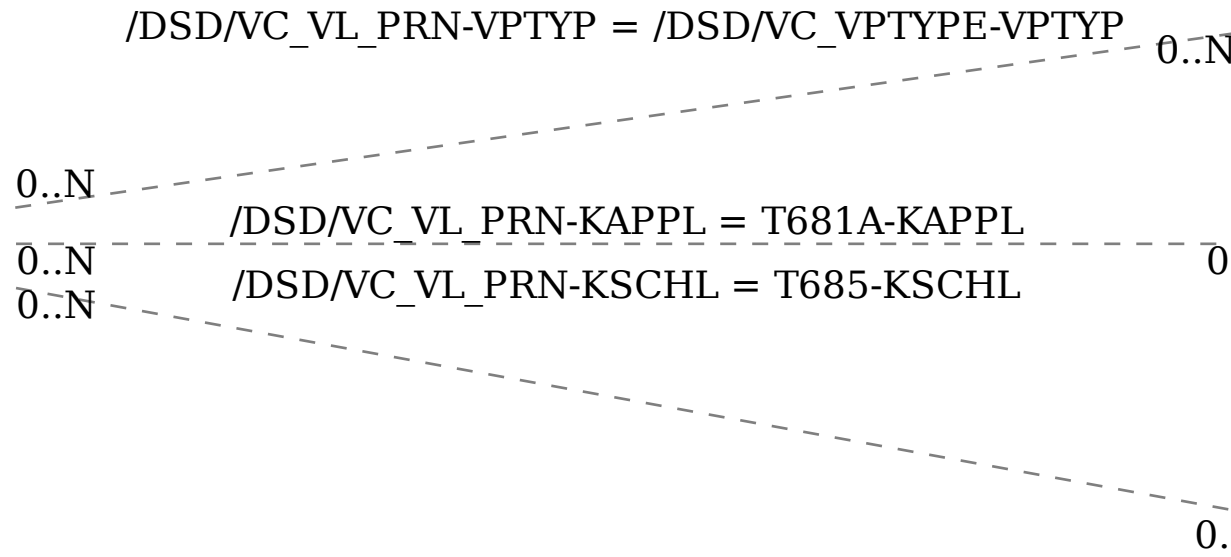 /DSD/VC_VL_PRN-VPTYP = /DSD/VC_VPTYPE-VPTYP
0..N
0..N
/DSD/VC_VL_PRN-KAPPL = T681A-KAPPL
0..N
0
/DSD/VC_VL_PRN-KSCHL = T685-KSCHL
0..N
0.